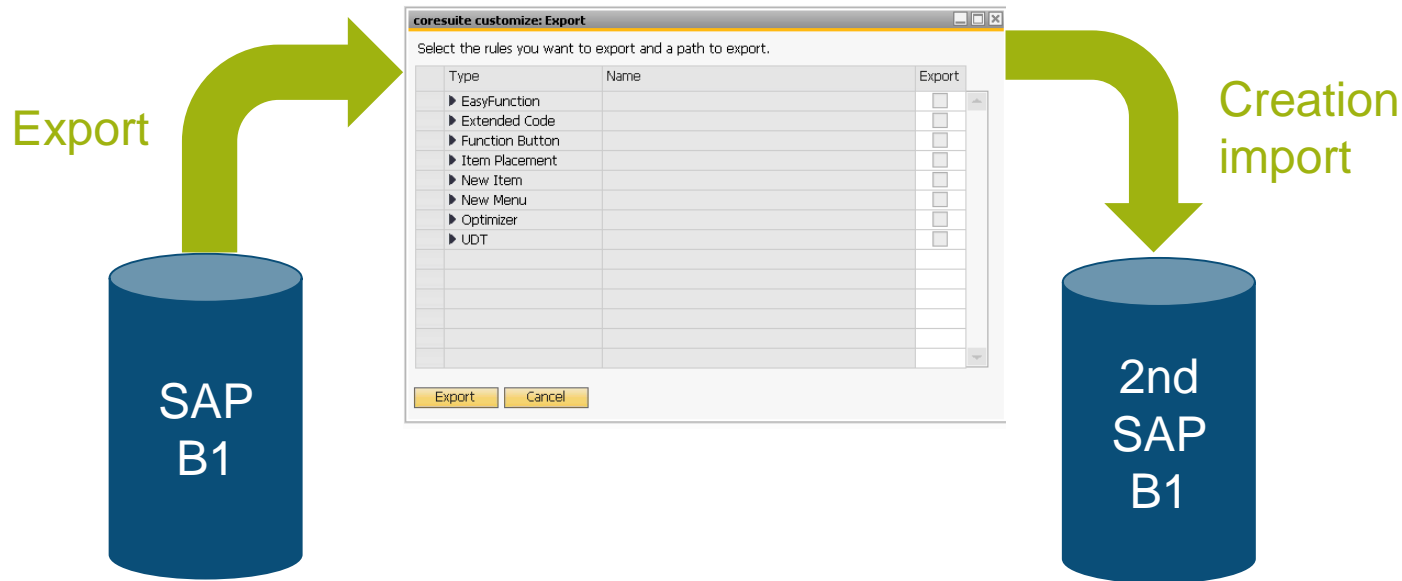 coresuite customize: Export
Select the rules you want to export and a path to export.
Type Name Export
EasyFunction
Extended Code
Function Button
Item Placement
New Item
New Menu
Optimizer
UDT
Export Cancel
Export
Creation
import
SAP
B1
2nd
SAP
B1